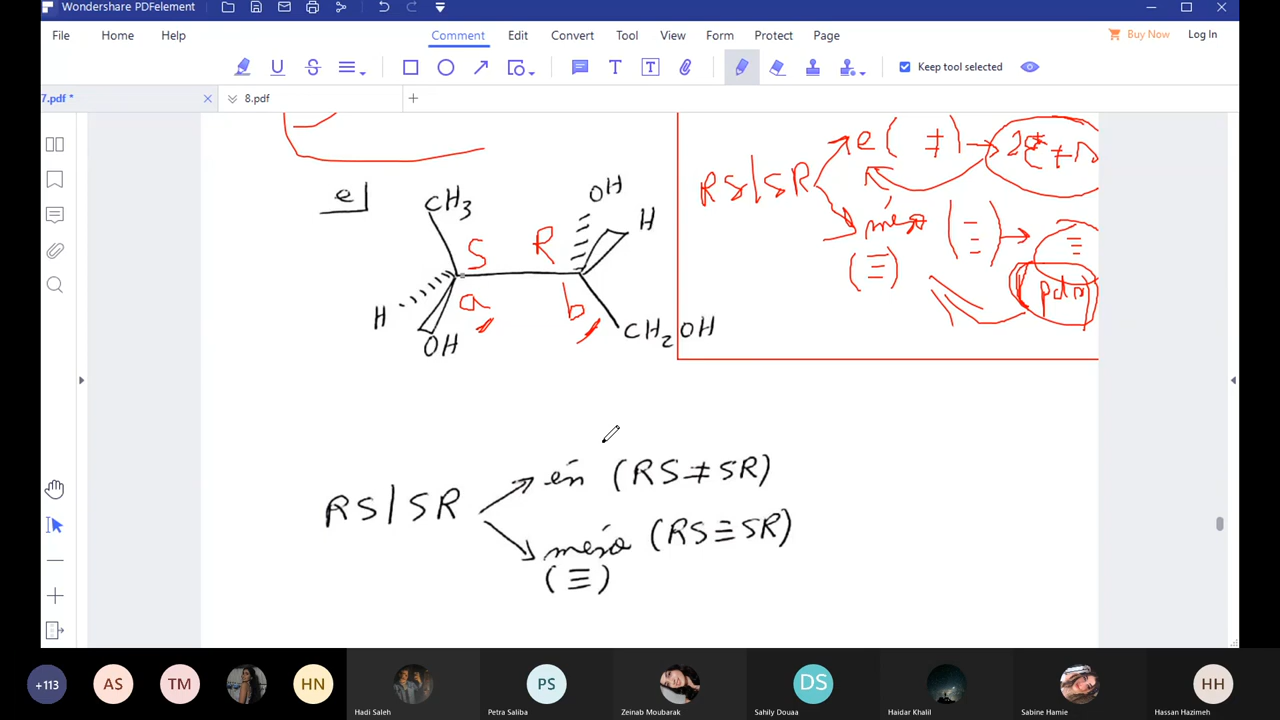 Wondershare PDFelement
File Home Help Comment Edit Convert Tool View Form Protect Page Buy Now Log In
Keep tool selected
7.pdf * 8.pdf
e
CH3 OH H
S R
a b
H OH CH2OH
RS/SR e ( ≠ )
méso ( ≡ ) ≡
( ≡ )
RS/SR én (RS≠SR)
méso (RS≡SR)
(≡)
+113 AS TM HN PS DS HH
Hadi Saleh Petra Saliba Zeinab Moubarak Sahily Douaa Haidar Khalil Sabine Hamie Hassan Hazimeh